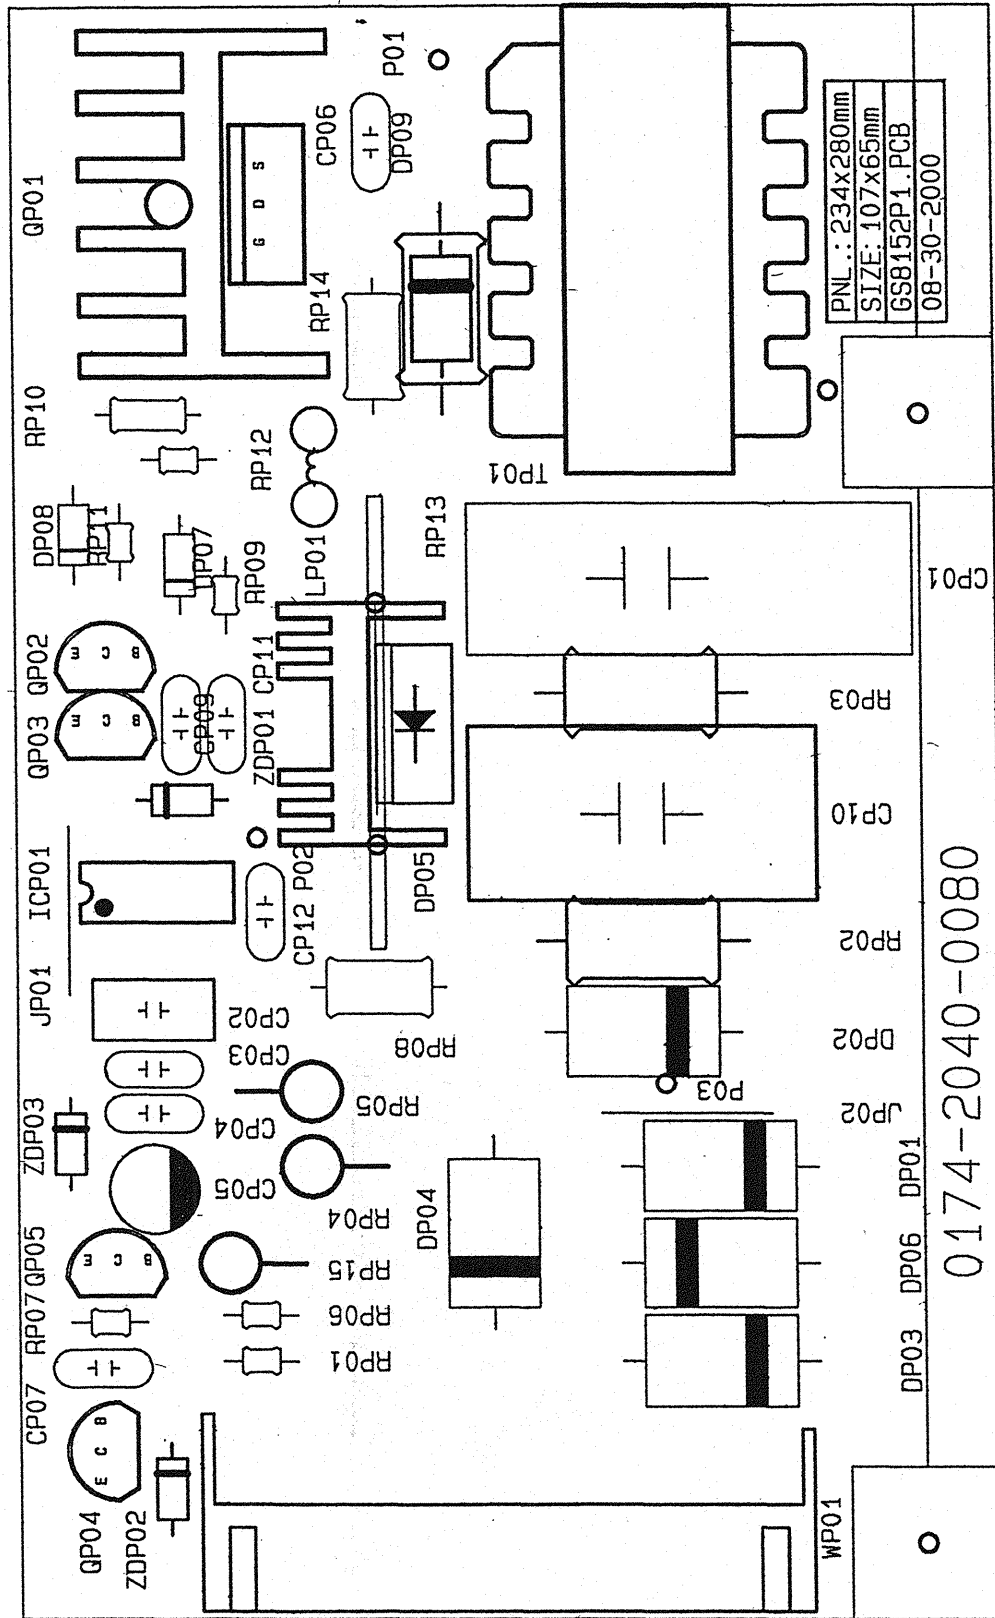 QP01
G D S
CP06
P01
DP09
RP14
PNL.: 234x280mm
SIZE: 107x65mm
GS8152P1.PCB
08-30-2000
RP10
RP12
TP01
DP08
RP11
RP09
LP01
RP13
CP01
QP02
E C B
CP11
QP03
E C B
CP09
ZDP01
RP03
CP10
ICP01
P02
CP12
DP05
RP02
JP01
CP02
RP08
DP02
CP03
P03
ZDP03
CP04
RP05
JP02
CP05
RP04
DP04
DP01
0174-2040-0080
QP05
E C B
RP15
DP06
RP07
RP06
RP01
DP03
CP07
E C B
QP04
ZDP02
WP01